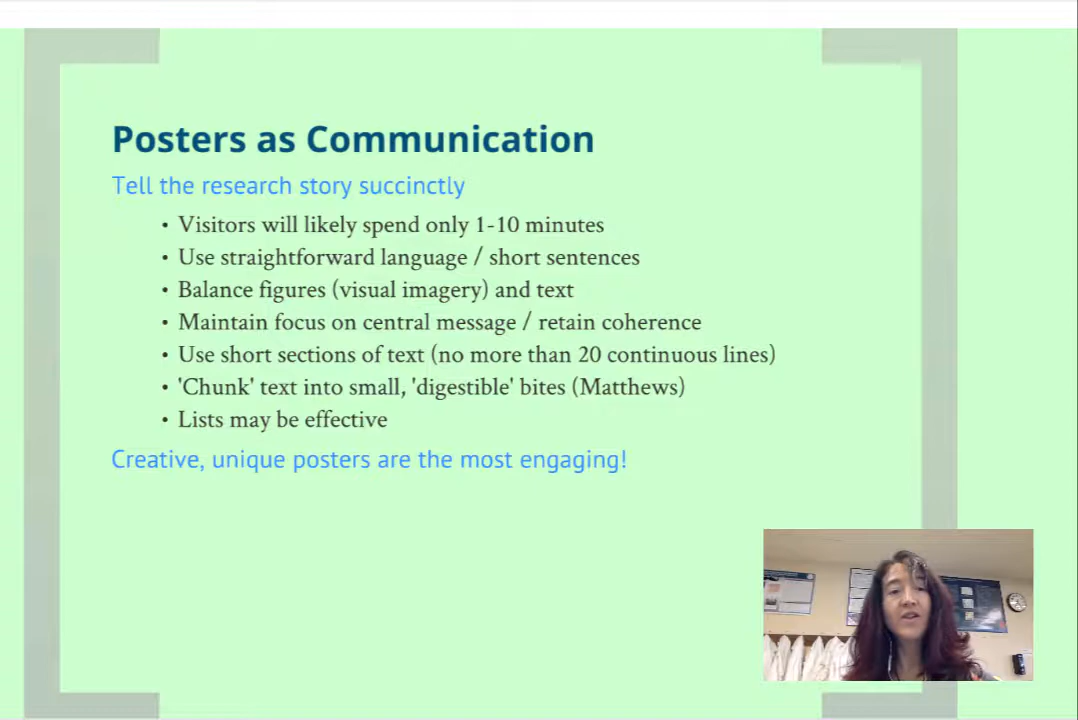 Posters as Communication
Tell the research story succinctly
• Visitors will likely spend only 1-10 minutes
• Use straightforward language / short sentences
• Balance figures (visual imagery) and text
• Maintain focus on central message / retain coherence
• Use short sections of text (no more than 20 continuous lines)
• 'Chunk' text into small, 'digestible' bites (Matthews)
• Lists may be effective
Creative, unique posters are the most engaging!